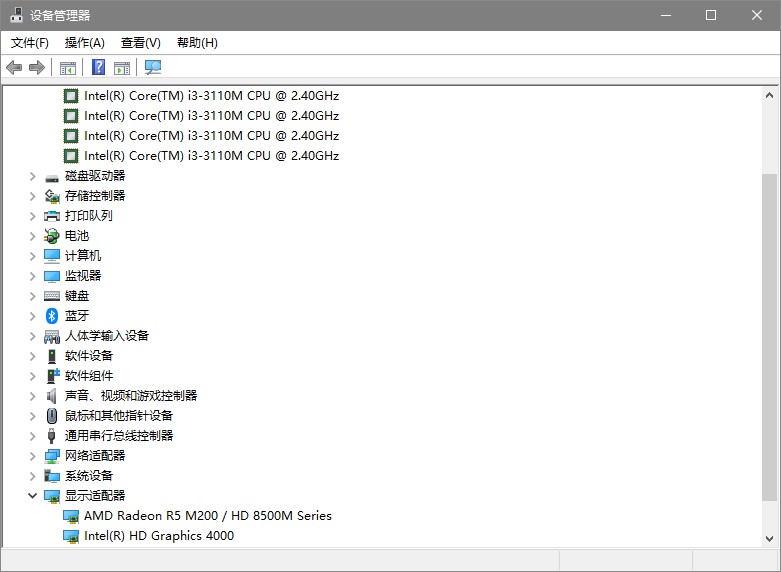 设备管理器
文件(F) 操作(A) 查看(V) 帮助(H)
Intel(R) Core(TM) i3-3110M CPU @ 2.40GHz
Intel(R) Core(TM) i3-3110M CPU @ 2.40GHz
Intel(R) Core(TM) i3-3110M CPU @ 2.40GHz
Intel(R) Core(TM) i3-3110M CPU @ 2.40GHz
磁盘驱动器
存储控制器
打印队列
电池
计算机
监视器
键盘
蓝牙
人体学输入设备
软件设备
软件组件
声音、视频和游戏控制器
鼠标和其他指针设备
通用串行总线控制器
网络适配器
系统设备
显示适配器
AMD Radeon R5 M200 / HD 8500M Series
Intel(R) HD Graphics 4000